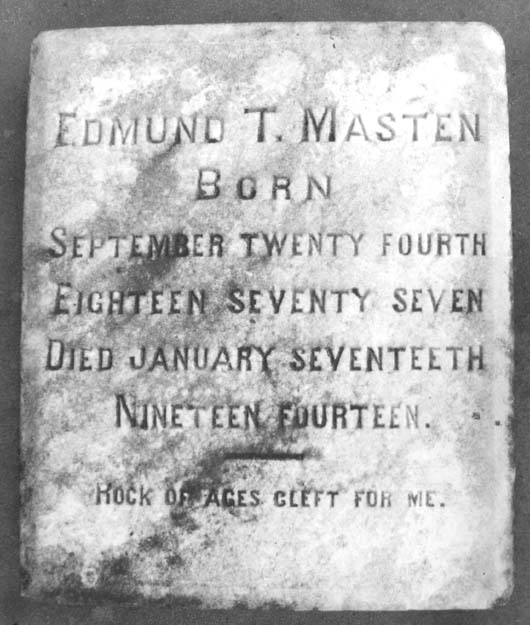 EDMUND T. MASTEN
BORN
SEPTEMBER TWENTY FOURTH
EIGHTEEN SEVENTY SEVEN
DIED JANUARY SEVENTEETH
NINETEEN FOURTEEN.
ROCK OF AGES CLEFT FOR ME.